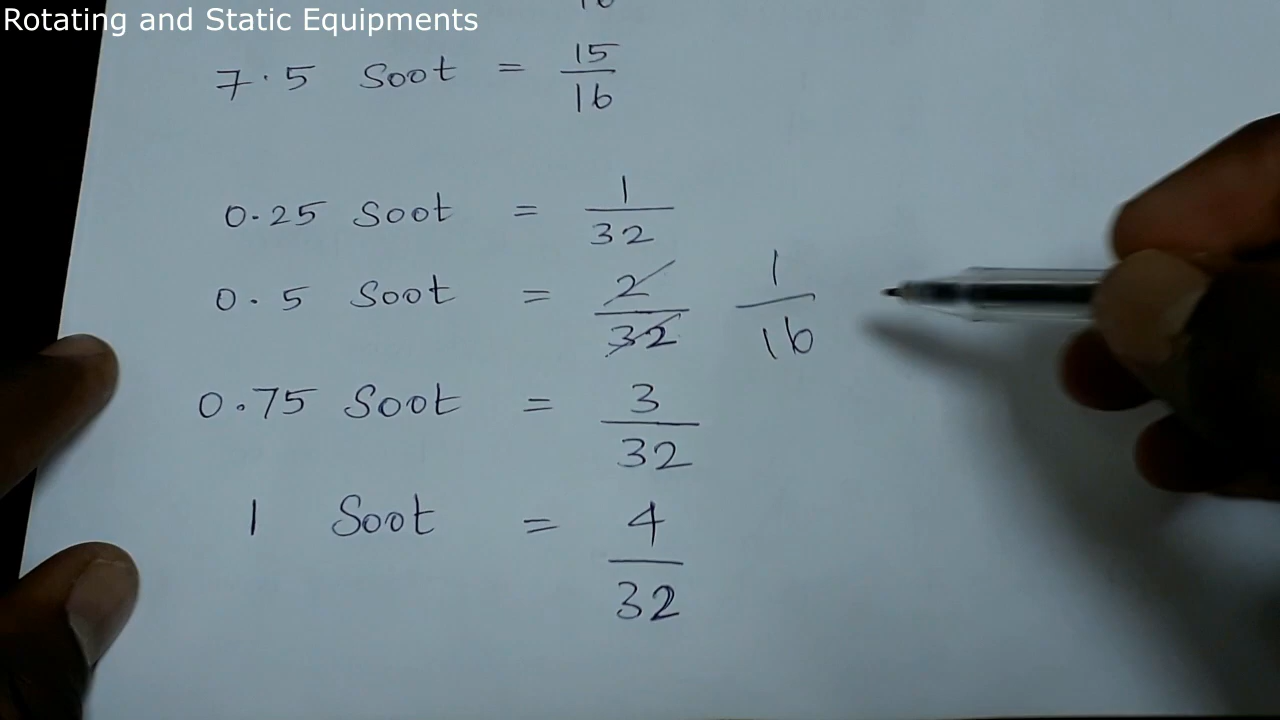 Rotating and Static Equipments
7.5 Soot = 15/16
0.25 Soot = 1/32
0.5 Soot = 2/32 1/16
0.75 Soot = 3/32
1 Soot = 4/32